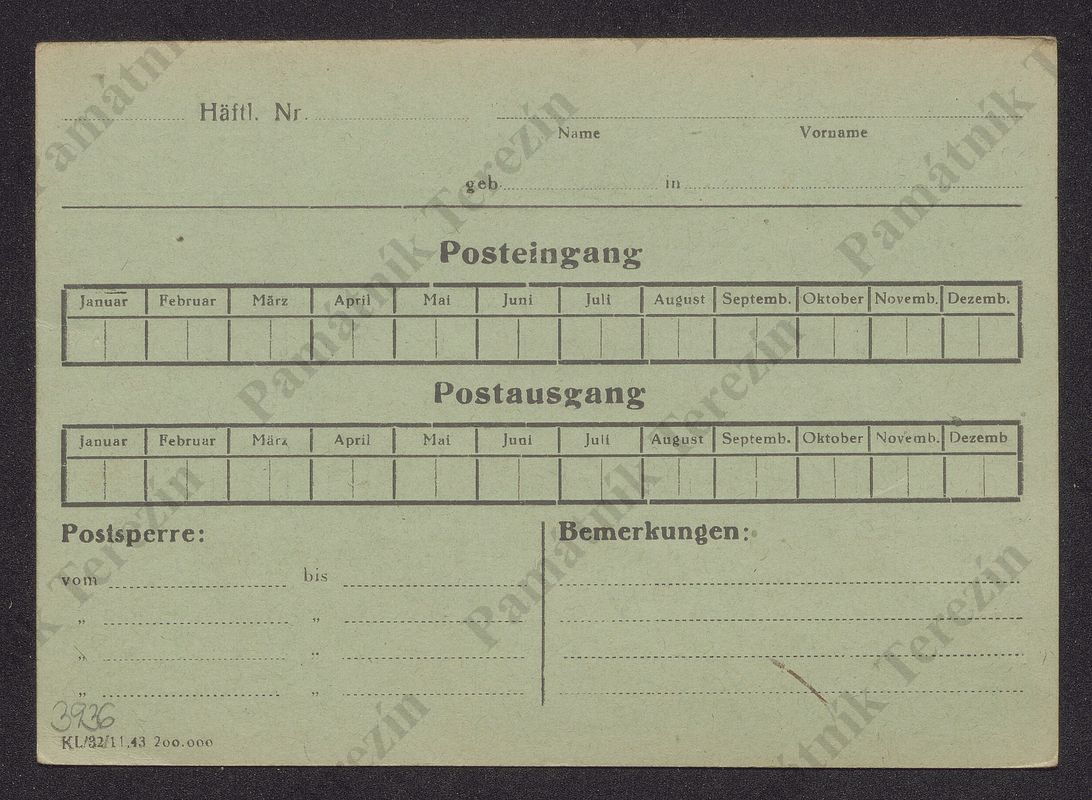 Häftl. Nr.
Name Vorname
geb. in
Posteingang
Januar Februar März April Mai Juni Juli August Septemb. Oktober Novemb. Dezemb.
Postausgang
Januar Februar März April Mai Juni Juli August Septemb. Oktober Novemb. Dezemb
Postsperre: Bemerkungen:
vom bis
„ „
„ „
„ „
3936
KL/32/11.43 200.000
Památník Terezín